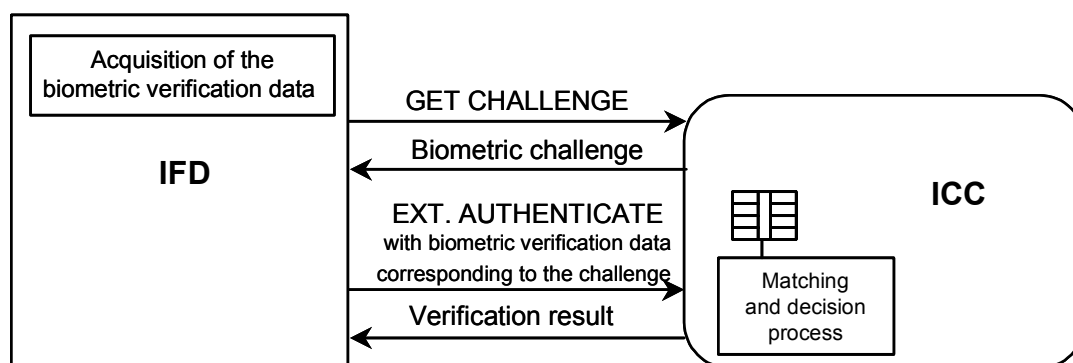 Acquisition of the
biometric verification data
IFD
GET CHALLENGE
Biometric challenge
EXT. AUTHENTICATE
with biometric verification data
corresponding to the challenge
Verification result
ICC
Matching
and decision
process